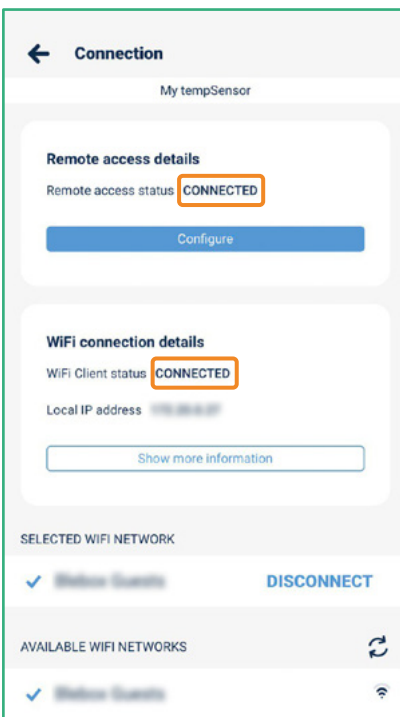 Connection
My tempSensor
Remote access details
Remote access status CONNECTED
Configure
WiFi connection details
WiFi Client status CONNECTED
Local IP address
Show more information
SELECTED WIFI NETWORK
DISCONNECT
AVAILABLE WIFI NETWORKS